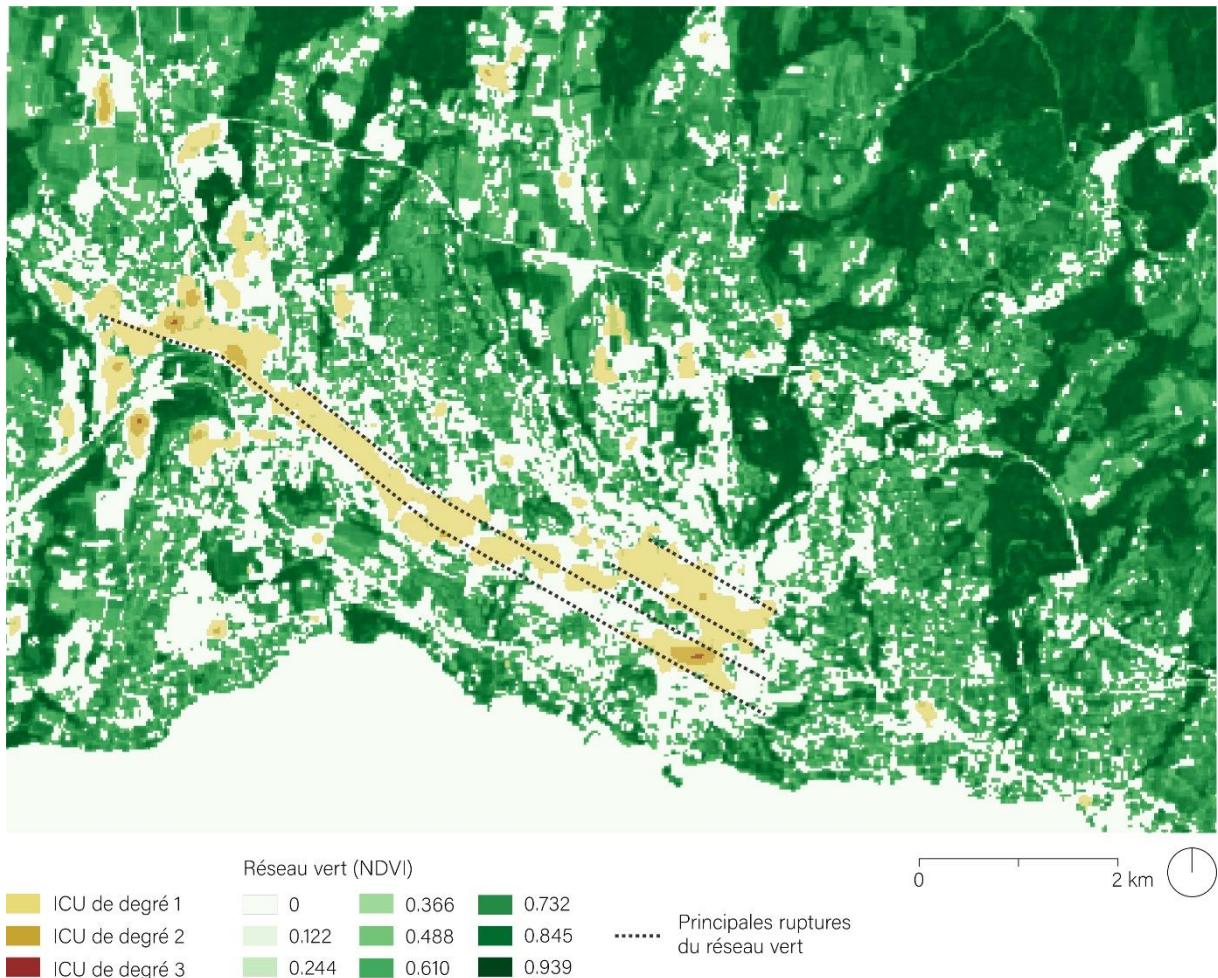 Réseau vert (NDVI)
ICU de degré 1
ICU de degré 2
ICU de degré 3
0
0.122
0.244
0.366
0.488
0.610
0.732
0.845
0.939
Principales ruptures
du réseau vert
0
2 km